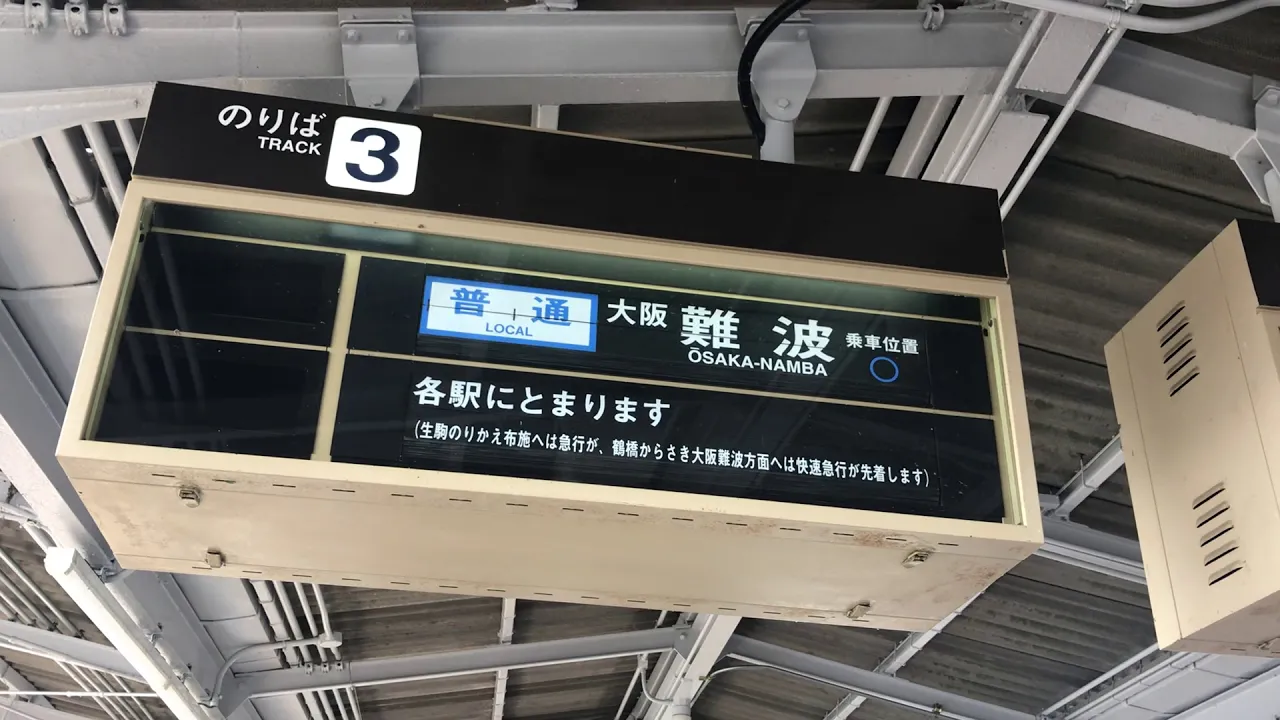 のりば
TRACK 3
普通 大阪 難波 乗車位置
LOCAL ŌSAKA-NAMBA ○
各駅にとまります
(生駒のりかえ布施へは急行が、鶴橋からさき大阪難波方面へは快速急行が先着します)